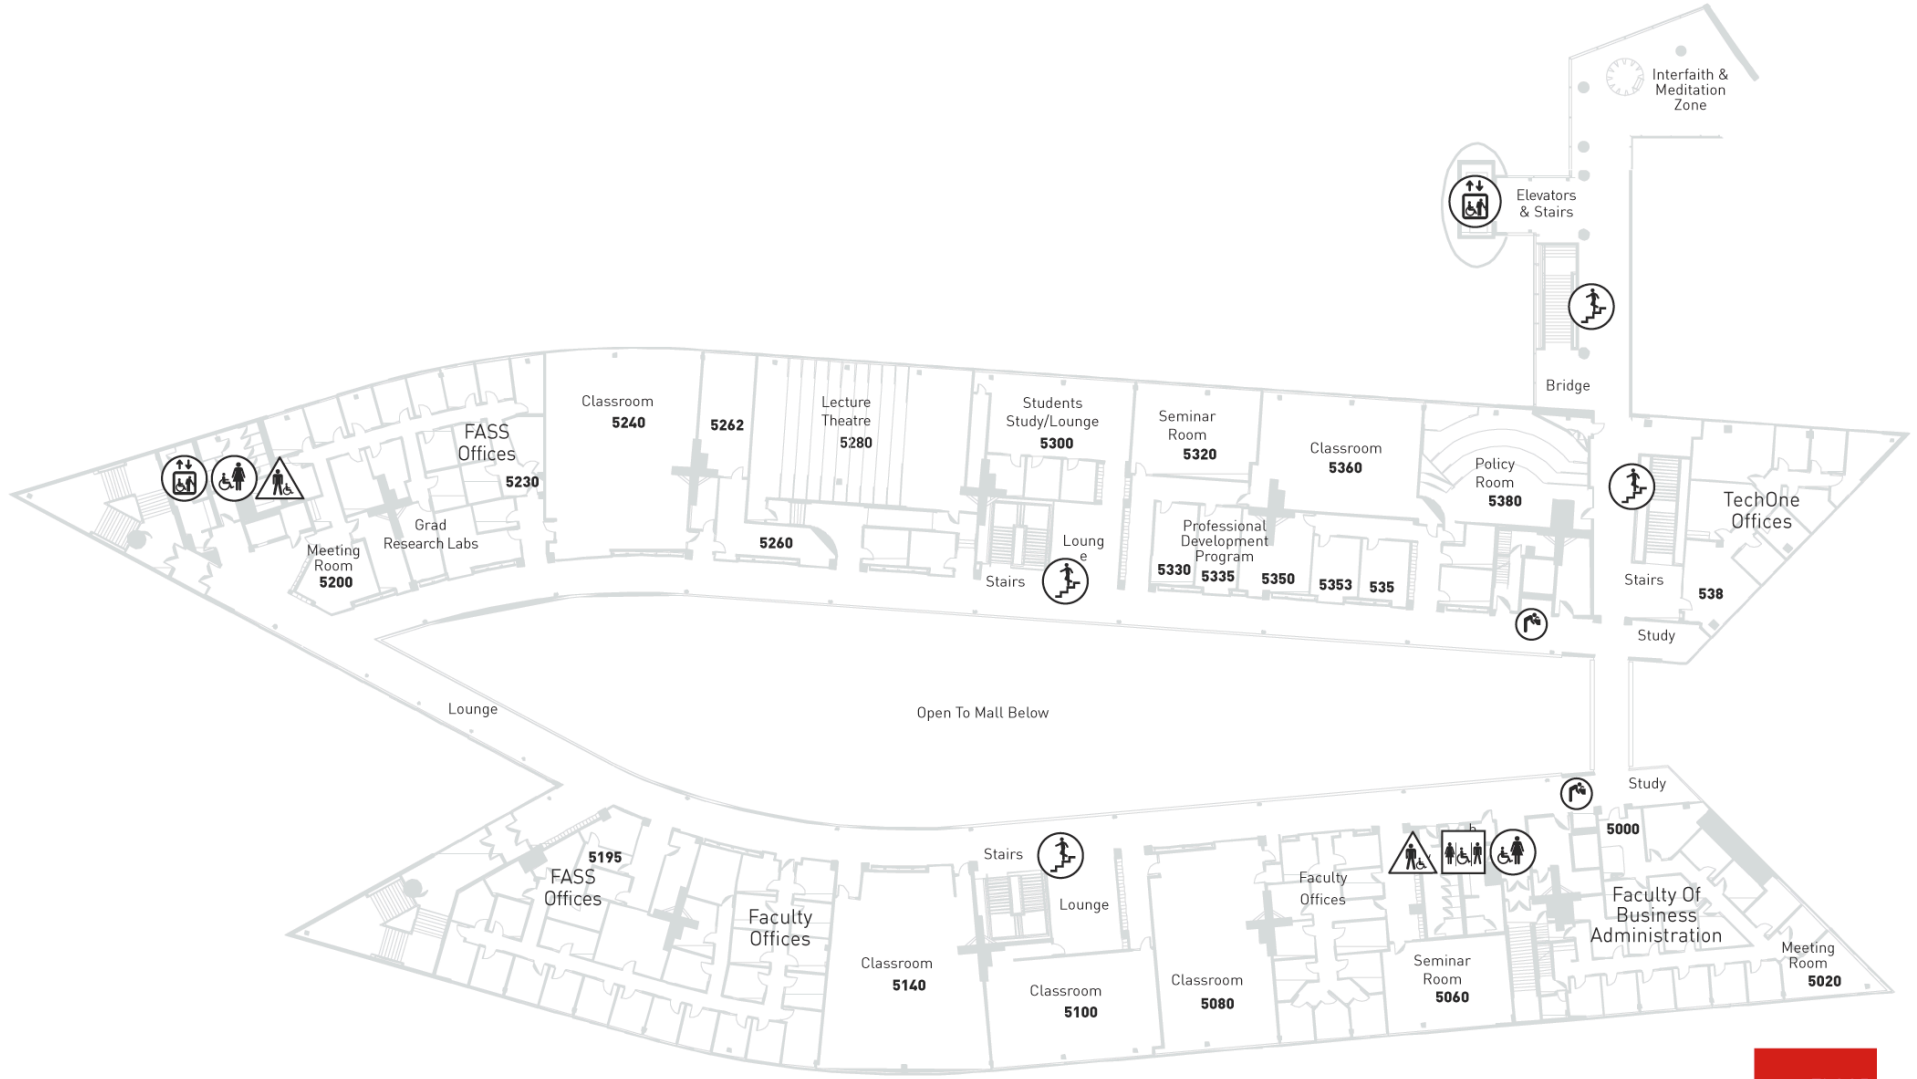 Interfaith &
Meditation
Zone
Elevators
& Stairs
Bridge
Classroom
5240
5262
Lecture
Theatre
5280
Students
Study/Lounge
5300
Seminar
Room
5320
Classroom
5360
Policy
Room
5380
FASS
Offices
5230
Grad
Research Labs
Meeting
Room
5200
5260
Stairs
Loung
e
Professional
Development
Program
5330
5335
5350
5353
535
TechOne
Offices
Stairs
538
Study
Lounge
Open To Mall Below
Study
5000
5195
FASS
Offices
Faculty
Offices
Stairs
Lounge
Classroom
5140
Classroom
5100
Classroom
5080
Faculty
Offices
Seminar
Room
5060
Faculty Of
Business
Administration
Meeting
Room
5020